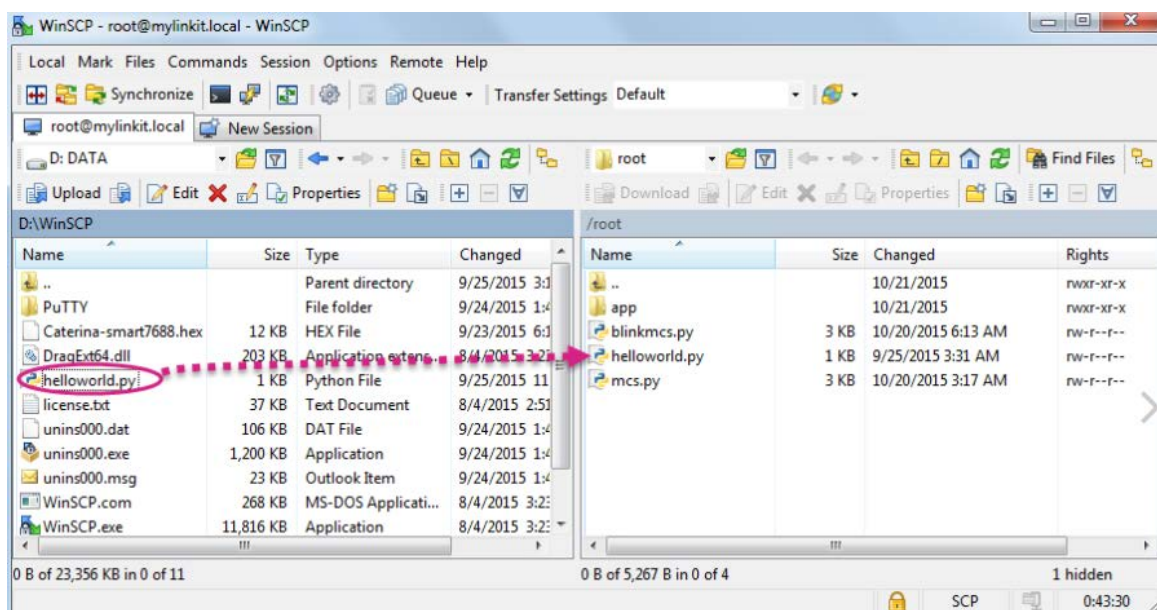 WinSCP - root@mylinkit.local - WinSCP
Local Mark Files Commands Session Options Remote Help
Synchronize Queue Transfer Settings Default
root@mylinkit.local New Session
D: DATA root Find Files
Upload Edit Properties Download Edit Properties
D:\WinSCP /root
Name Size Type Changed Name Size Changed Rights
.. Parent directory 9/25/2015 3:1 .. 10/21/2015 rwxr-xr-x
PuTTY File folder 9/24/2015 1:4 app 10/21/2015 rwxr-xr-x
Caterina-smart7688.hex 12 KB HEX File 9/23/2015 6:1 blinkmcs.py 3 KB 10/20/2015 6:13 AM rw-r--r--
DragExt64.dll 203 KB Application extens... 8/4/2015 3:23 helloworld.py 1 KB 9/25/2015 3:31 AM rw-r--r--
helloworld.py 1 KB Python File 9/25/2015 11 mcs.py 3 KB 10/20/2015 3:17 AM rw-r--r--
license.txt 37 KB Text Document 8/4/2015 2:51
unins000.dat 106 KB DAT File 9/24/2015 1:4
unins000.exe 1,200 KB Application 9/24/2015 1:4
unins000.msg 23 KB Outlook Item 9/24/2015 1:4
WinSCP.com 268 KB MS-DOS Applicati... 8/4/2015 3:23
WinSCP.exe 11,816 KB Application 8/4/2015 3:23
0 B of 23,356 KB in 0 of 11 0 B of 5,267 B in 0 of 4 1 hidden
SCP 0:43:30